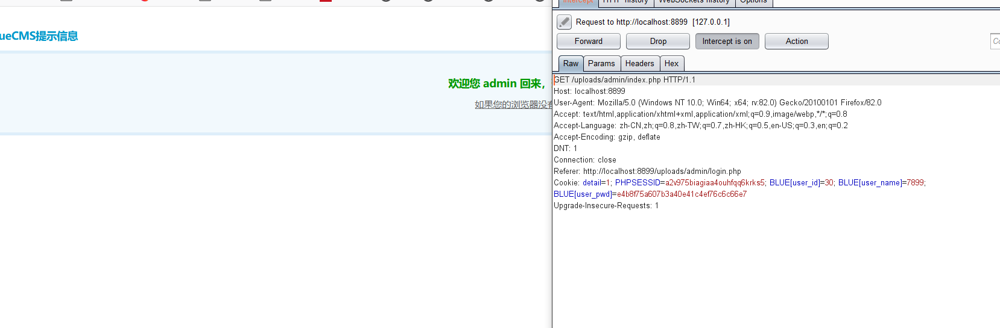 Intercept HTTP history WebSockets history Options
ueCMS提示信息
欢迎您 admin 回来，
如果您的浏览器没有
Request to http://localhost:8899 [127.0.0.1]
Forward Drop Intercept is on Action
Raw Params Headers Hex
GET /uploads/admin/index.php HTTP/1.1
Host: localhost:8899
User-Agent: Mozilla/5.0 (Windows NT 10.0; Win64; x64; rv:82.0) Gecko/20100101 Firefox/82.0
Accept: text/html,application/xhtml+xml,application/xml;q=0.9,image/webp,*/*;q=0.8
Accept-Language: zh-CN,zh;q=0.8,zh-TW;q=0.7,zh-HK;q=0.5,en-US;q=0.3,en;q=0.2
Accept-Encoding: gzip, deflate
DNT: 1
Connection: close
Referer: http://localhost:8899/uploads/admin/login.php
Cookie: detail=1; PHPSESSID=a2v975biagiaa4ouhfqq6krks5; BLUE[user_id]=30; BLUE[user_name]=7899;
BLUE[user_pwd]=e4b8f75a607b3a40e41c4ef76c6c66e7
Upgrade-Insecure-Requests: 1